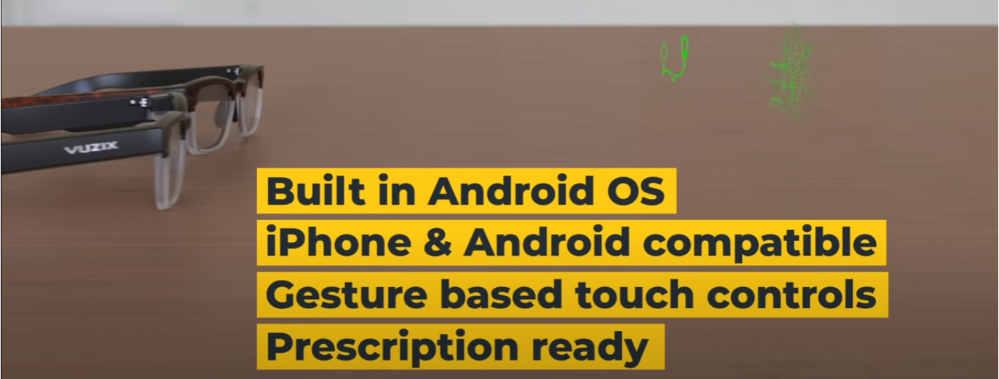 VUZIX
Built in Android OS
iPhone & Android compatible
Gesture based touch controls
Prescription ready